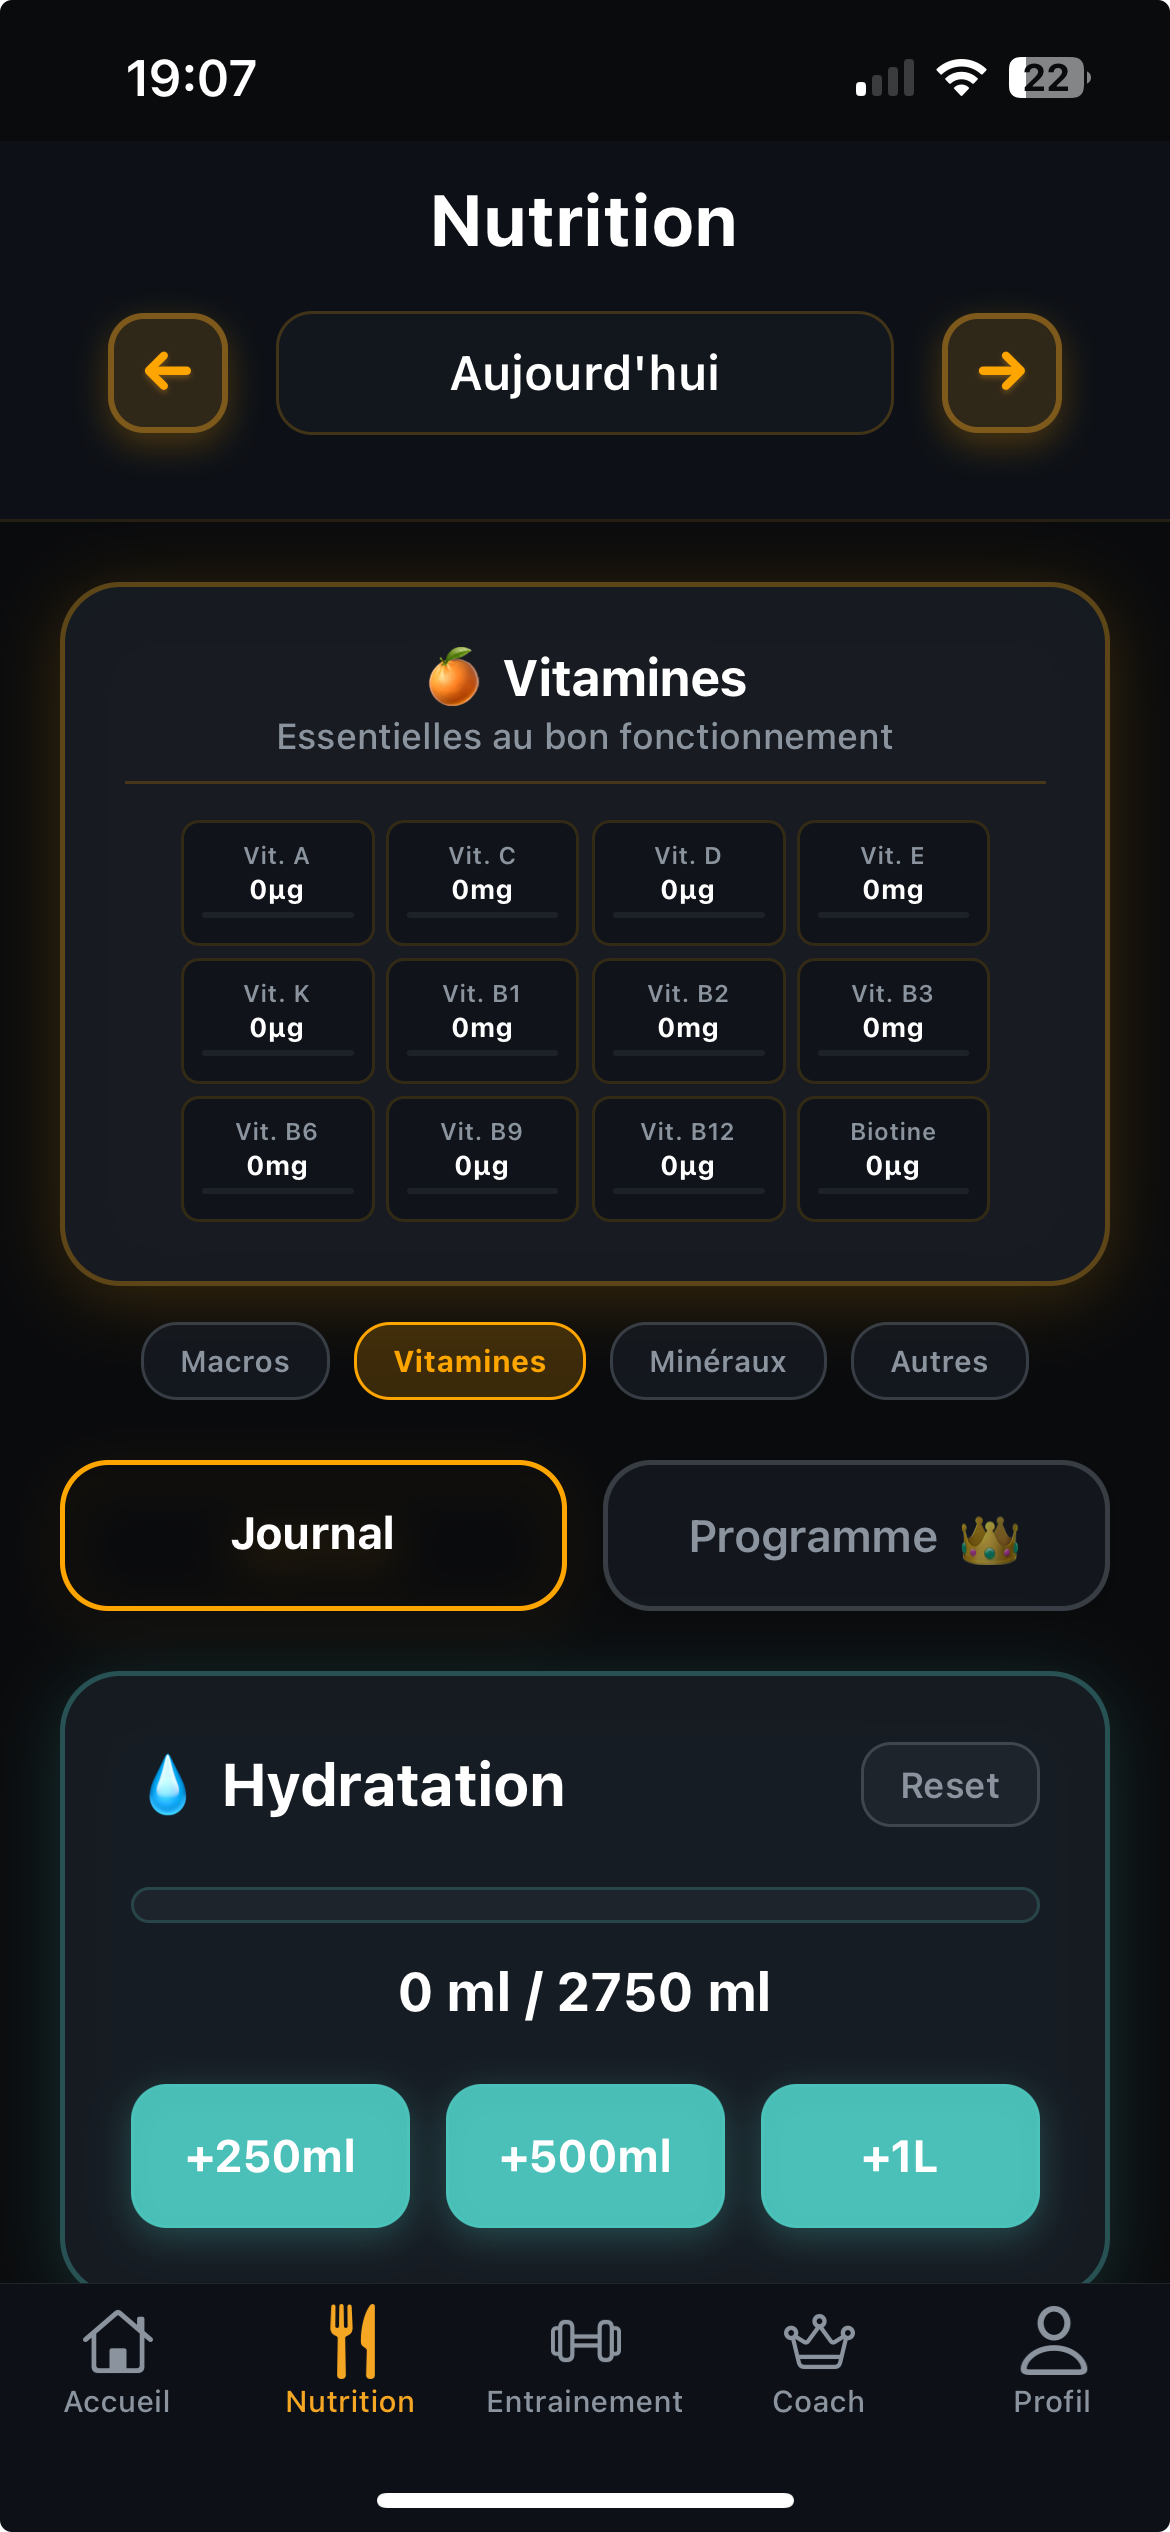 19:07
22
Nutrition
Aujourd'hui
Vitamines
Essentielles au bon fonctionnement
Vit. A Vit. C Vit. D Vit. E
0µg 0mg 0µg 0mg
Vit. K Vit. B1 Vit. B2 Vit. B3
0µg 0mg 0mg 0mg
Vit. B6 Vit. B9 Vit. B12 Biotine
0mg 0µg 0µg 0µg
Macros Vitamines Minéraux Autres
Journal Programme
Hydratation Reset
0 ml / 2750 ml
+250ml +500ml +1L
Accueil Nutrition Entrainement Coach Profil